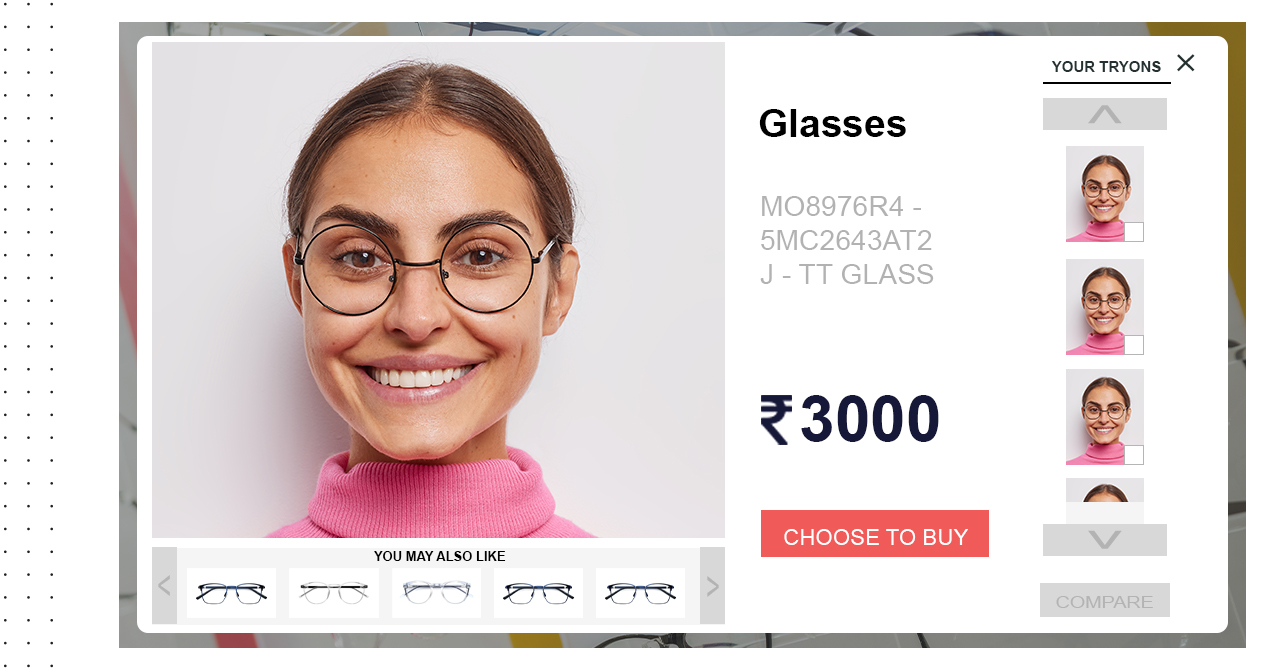 YOUR TRYONS
Glasses
MO8976R4 -
5MC2643AT2
J - TT GLASS
₹3000
CHOOSE TO BUY
YOU MAY ALSO LIKE
COMPARE